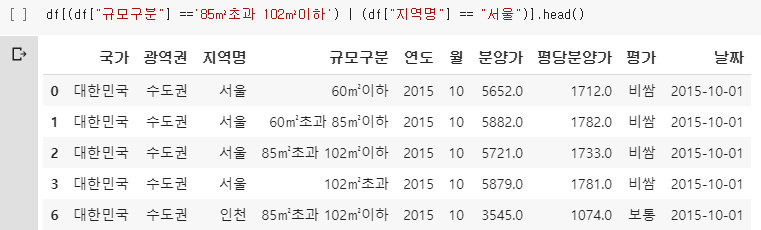 [ ] df[(df["규모구분"] =='85㎡초과 102㎡이하') | (df["지역명"] == "서울")].head()
국가 광역권 지역명 규모구분 연도 월 분양가 평당분양가 평가 날짜
0 대한민국 수도권 서울 60㎡이하 2015 10 5652.0 1712.0 비쌈 2015-10-01
1 대한민국 수도권 서울 60㎡초과 85㎡이하 2015 10 5882.0 1782.0 비쌈 2015-10-01
2 대한민국 수도권 서울 85㎡초과 102㎡이하 2015 10 5721.0 1733.0 비쌈 2015-10-01
3 대한민국 수도권 서울 102㎡초과 2015 10 5879.0 1781.0 비쌈 2015-10-01
6 대한민국 수도권 인천 85㎡초과 102㎡이하 2015 10 3545.0 1074.0 보통 2015-10-01